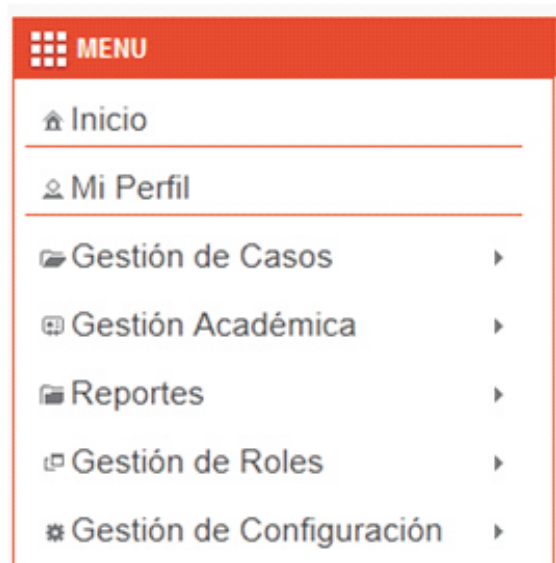 MENU
Inicio
Mi Perfil
Gestión de Casos
Gestión Académica
Reportes
Gestión de Roles
Gestión de Configuración